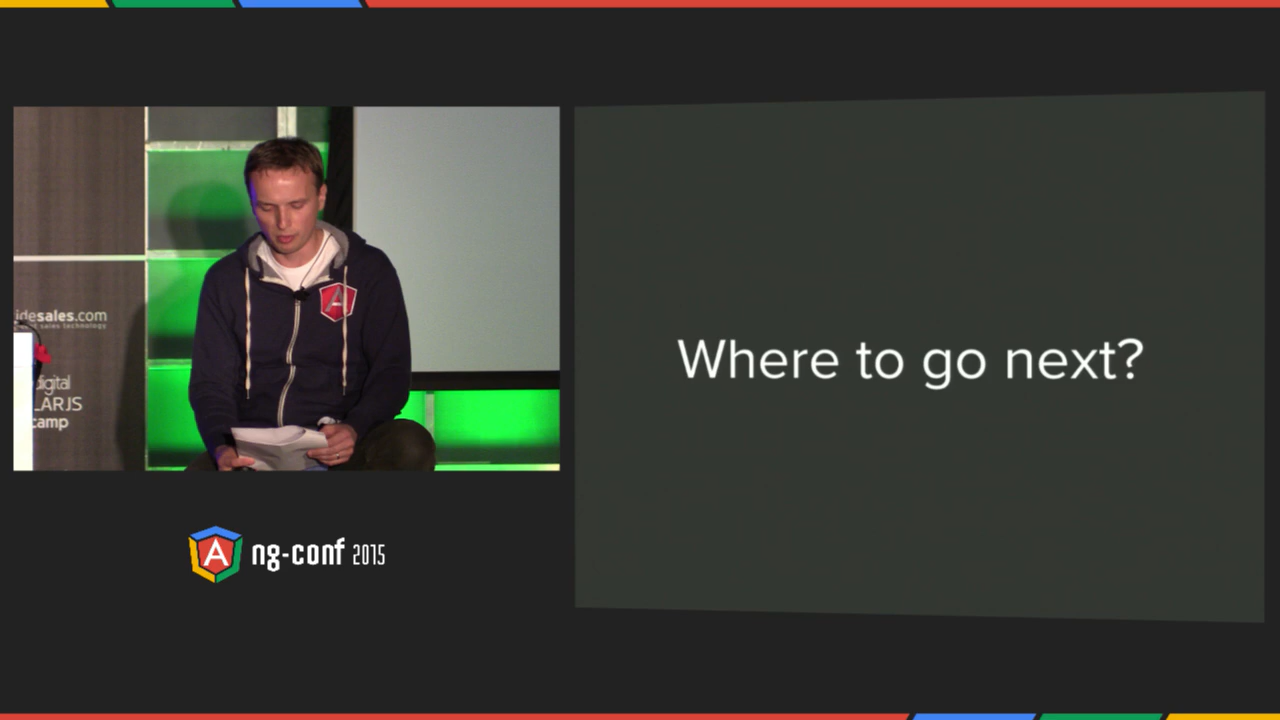 idesales.com
t sales technology
digital
LARJS
camp
Where to go next?
A ng-conf 2015